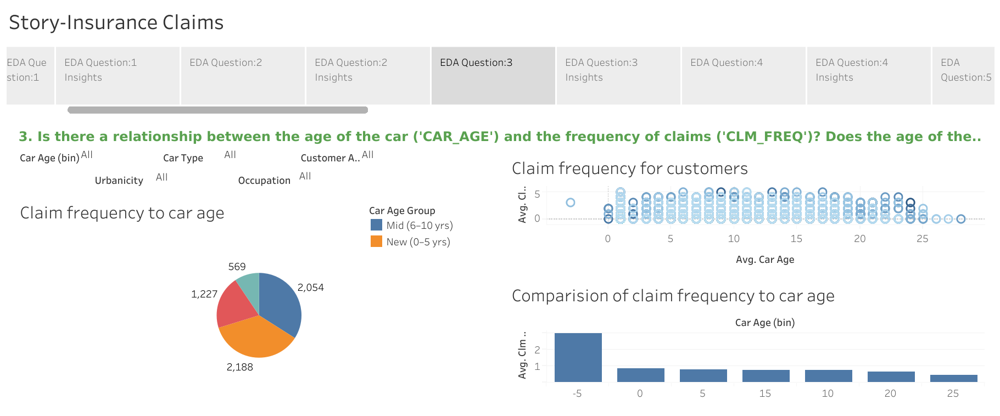 Story-Insurance Claims
EDA Que
stion:1
EDA Question:1
Insights
EDA Question:2
EDA Question:2
Insights
EDA Question:3
EDA Question:3
Insights
EDA Question:4
EDA Question:4
Insights
EDA
Question:5
3. Is there a relationship between the age of the car ('CAR_AGE') and the frequency of claims ('CLM_FREQ')? Does the age of the..
Car Age (bin) All
Car Type All
Customer A.. All
Urbanicity All
Occupation All
Claim frequency to car age
Car Age Group
Mid (6–10 yrs)
New (0–5 yrs)
569
2,054
1,227
2,188
Claim frequency for customers
Avg. Cl..
5
0
0 5 10 15 20 25
Avg. Car Age
Comparision of claim frequency to car age
Car Age (bin)
Avg. Clm ..
2
1
-5 0 5 15 10 20 25